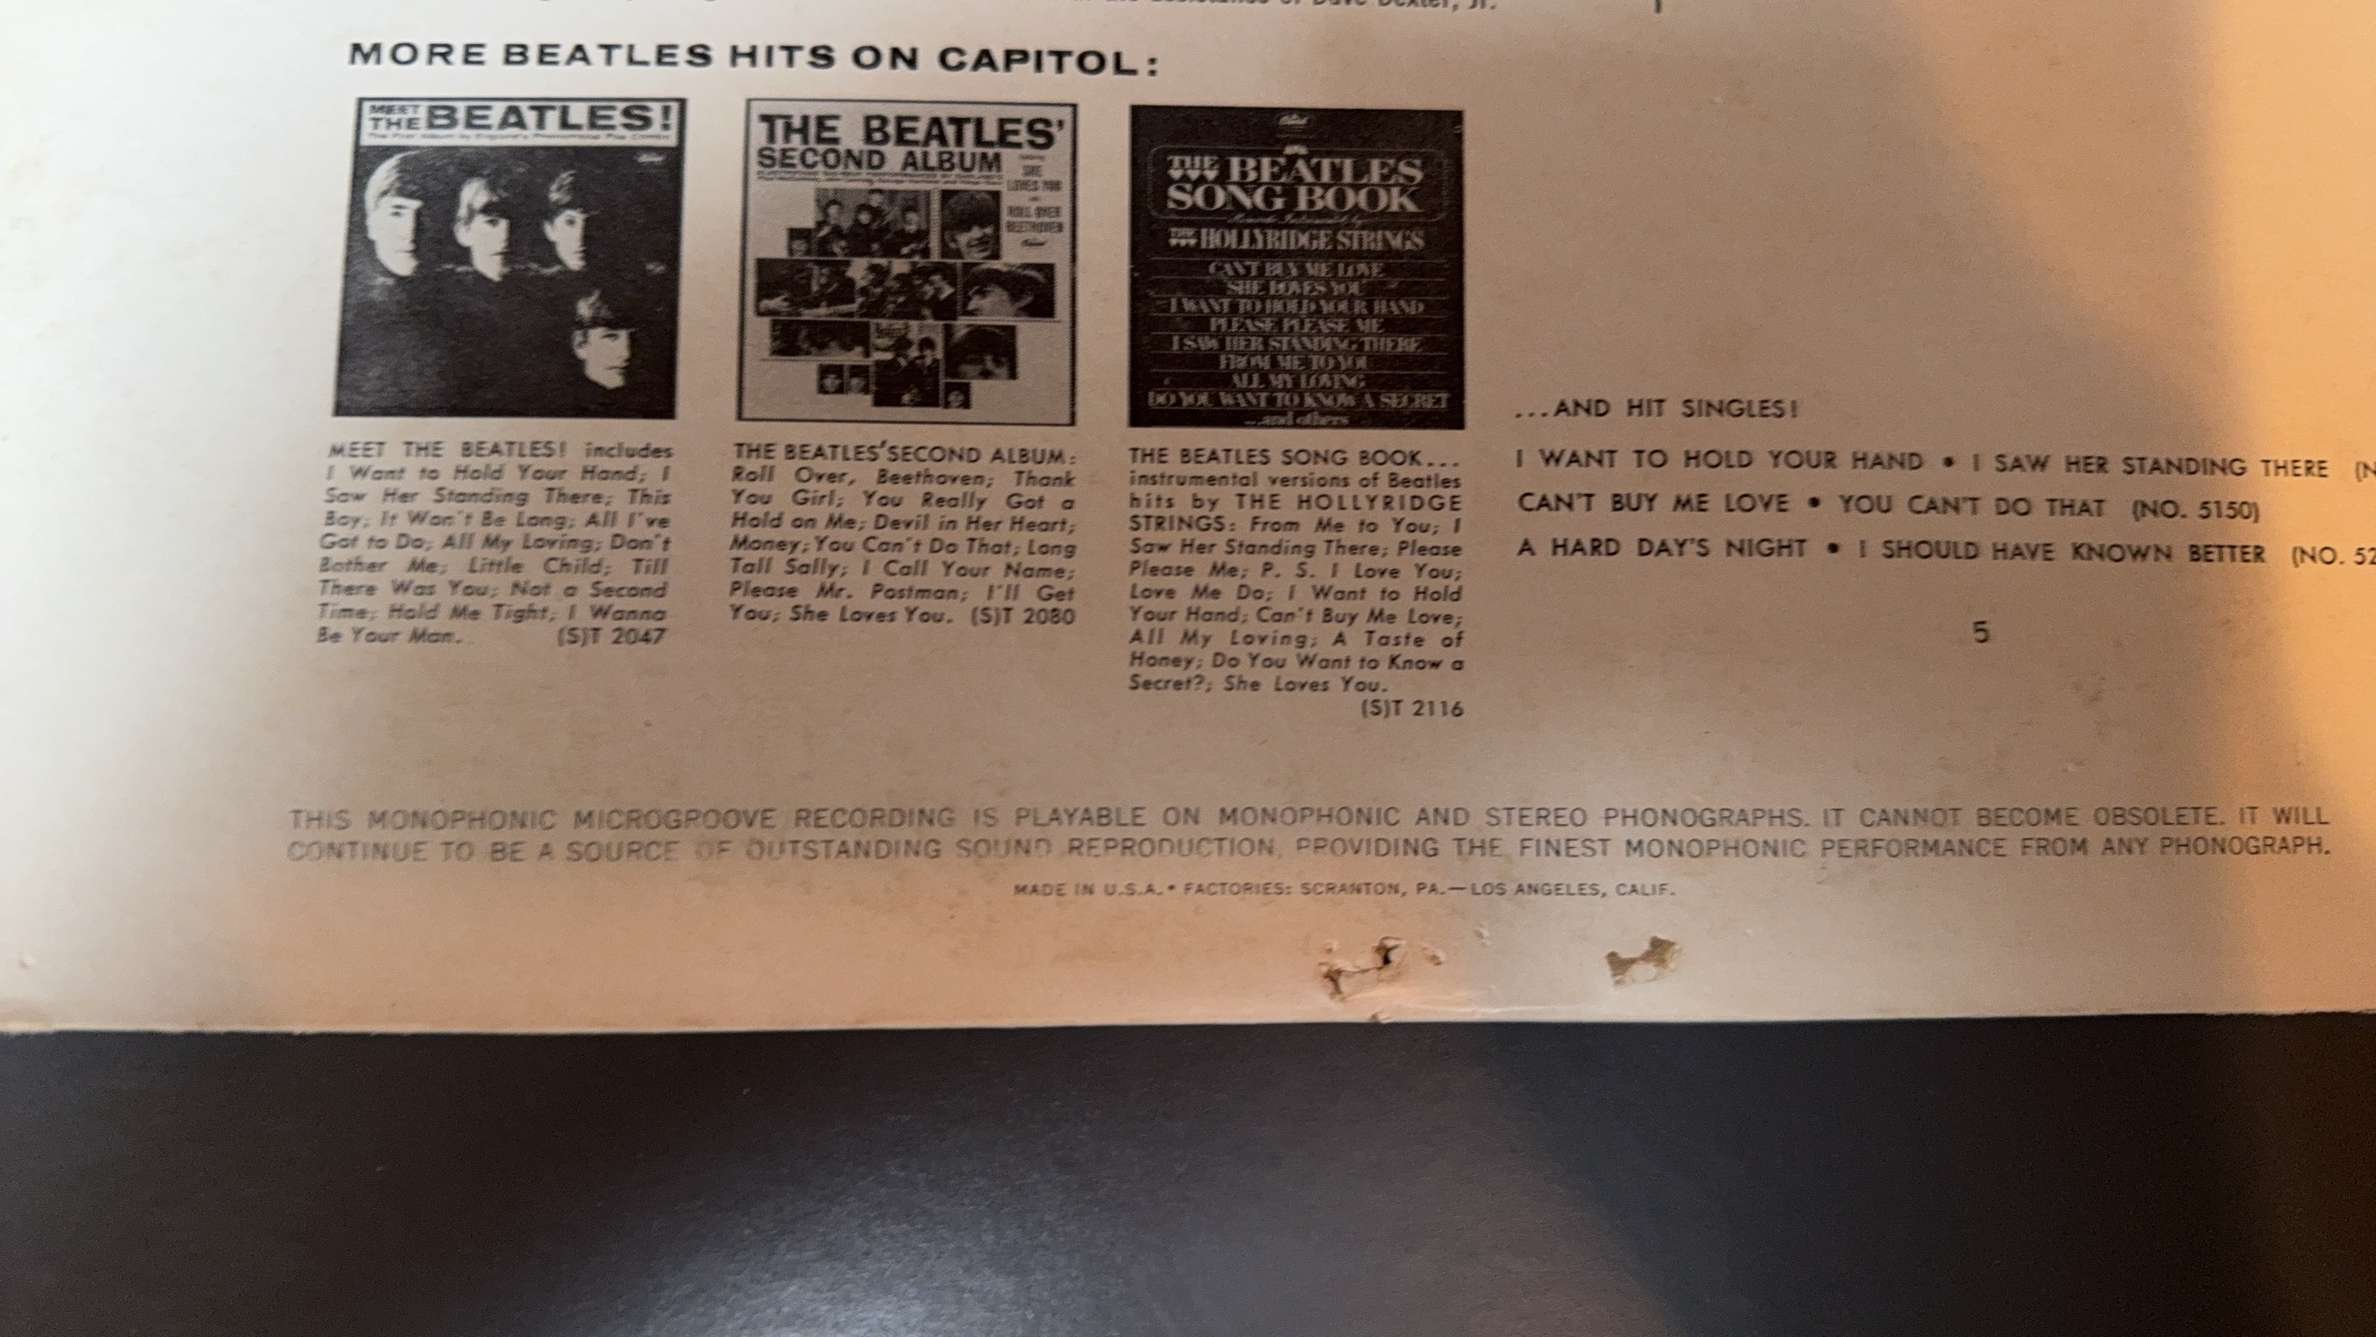 Dave Dexter, Jr.
MORE BEATLES HITS ON CAPITOL:
MEET
THE BEATLES!
The First Album by England's Phenomenal Pop Combo
THE BEATLES'
SECOND ALBUM
SHE
LOVES YOU
ROLL OVER
BEETHOVEN
Capitol
THE BEATLES
SONG BOOK
THE HOLLYRIDGE STRINGS
CAN'T BUY ME LOVE
SHE LOVES YOU
I WANT TO HOLD YOUR HAND
PLEASE PLEASE ME
I SAW HER STANDING THERE
FROM ME TO YOU
ALL MY LOVING
DO YOU WANT TO KNOW A SECRET
...and others
MEET THE BEATLES! includes
I Want to Hold Your Hand; I
Saw Her Standing There; This
Boy; It Won't Be Long; All I've
Got to Do; All My Loving; Don't
Bother Me; Little Child; Till
There Was You; Not a Second
Time; Hold Me Tight; I Wanna
Be Your Man. (S)T 2047
THE BEATLES' SECOND ALBUM:
Roll Over, Beethoven; Thank
You Girl; You Really Got a
Hold on Me; Devil in Her Heart;
Money; You Can't Do That; Long
Tall Sally; I Call Your Name;
Please Mr. Postman; I'll Get
You; She Loves You. (S)T 2080
THE BEATLES SONG BOOK...
instrumental versions of Beatles
hits by THE HOLLYRIDGE
STRINGS: From Me to You; I
Saw Her Standing There; Please
Please Me; P. S. I Love You;
Love Me Do; I Want to Hold
Your Hand; Can't Buy Me Love;
All My Loving; A Taste of
Honey; Do You Want to Know a
Secret?; She Loves You.
(S)T 2116
...AND HIT SINGLES!
I WANT TO HOLD YOUR HAND • I SAW HER STANDING THERE (N
CAN'T BUY ME LOVE • YOU CAN'T DO THAT (NO. 5150)
A HARD DAY'S NIGHT • I SHOULD HAVE KNOWN BETTER (NO. 52
5
THIS MONOPHONIC MICROGROOVE RECORDING IS PLAYABLE ON MONOPHONIC AND STEREO PHONOGRAPHS. IT CANNOT BECOME OBSOLETE. IT WILL
CONTINUE TO BE A SOURCE OF OUTSTANDING SOUND REPRODUCTION, PROVIDING THE FINEST MONOPHONIC PERFORMANCE FROM ANY PHONOGRAPH.
MADE IN U.S.A. • FACTORIES: SCRANTON, PA.—LOS ANGELES, CALIF.